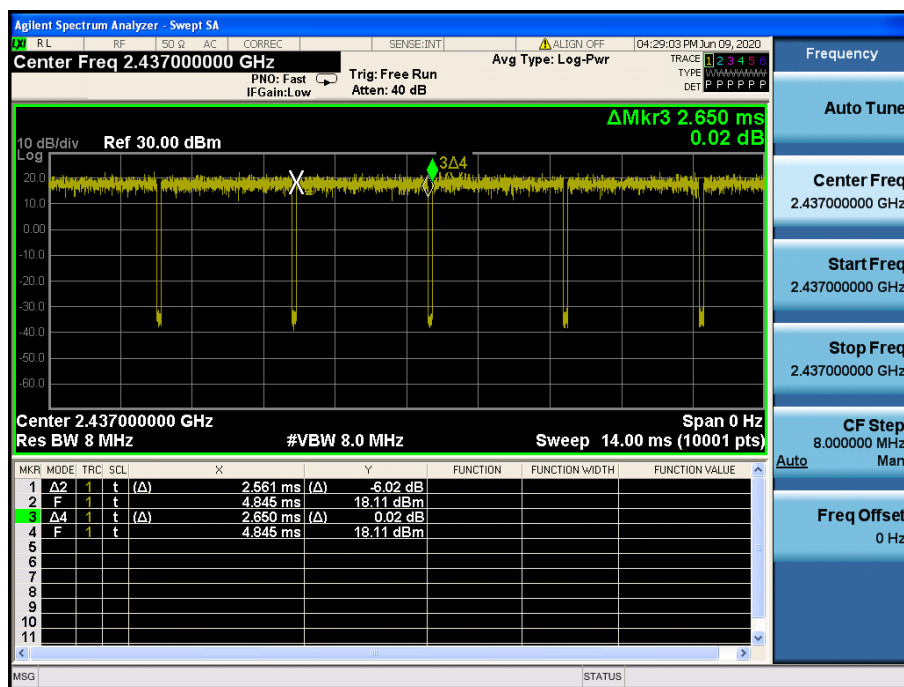 Agilent Spectrum Analyzer - Swept SA
LXI RL RF 50 Ω AC CORREC SENSE:INT ALIGN OFF 04:29:03 PM Jun 09, 2020
Center Freq 2.437000000 GHz
PNO: Fast
IFGain:Low
Trig: Free Run
Atten: 40 dB
Avg Type: Log-Pwr
TRACE 1 2 3 4 5 6
TYPE WWWWWW
DET P P P P P P
ΔMkr3 2.650 ms
0.02 dB
10 dB/div Ref 30.00 dBm
Log
3Δ4
20.0
10.0
0.00
-10.0
-20.0
-30.0
-40.0
-50.0
-60.0
Center 2.437000000 GHz Span 0 Hz
Res BW 8 MHz #VBW 8.0 MHz Sweep 14.00 ms (10001 pts)
MKR MODE TRC SCL X Y FUNCTION FUNCTION WIDTH FUNCTION VALUE
1 Δ2 1 t (Δ) 2.561 ms (Δ) -6.02 dB
2 F 1 t 4.845 ms 18.11 dBm
3 Δ4 1 t (Δ) 2.650 ms (Δ) 0.02 dB
4 F 1 t 4.845 ms 18.11 dBm
5
6
7
8
9
10
11
MSG STATUS
Frequency
Auto Tune
Center Freq
2.437000000 GHz
Start Freq
2.437000000 GHz
Stop Freq
2.437000000 GHz
CF Step
8.000000 MHz
Auto Man
Freq Offset
0 Hz